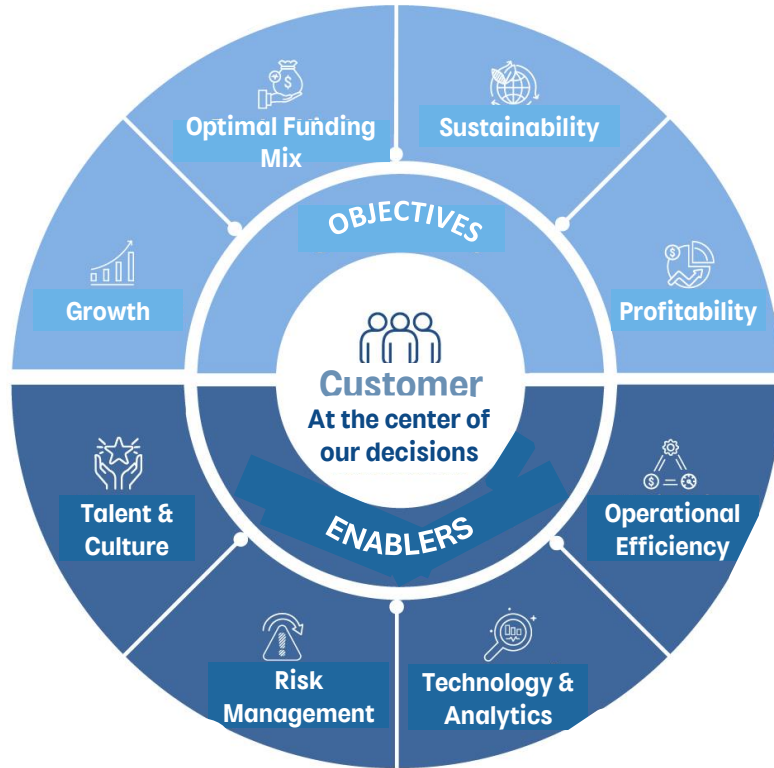 Optimal Funding
Mix
Sustainability
OBJECTIVES
Growth
Profitability
Customer
At the center of
our decisions
Talent &
Culture
Operational
Efficiency
ENABLERS
Risk
Management
Technology &
Analytics